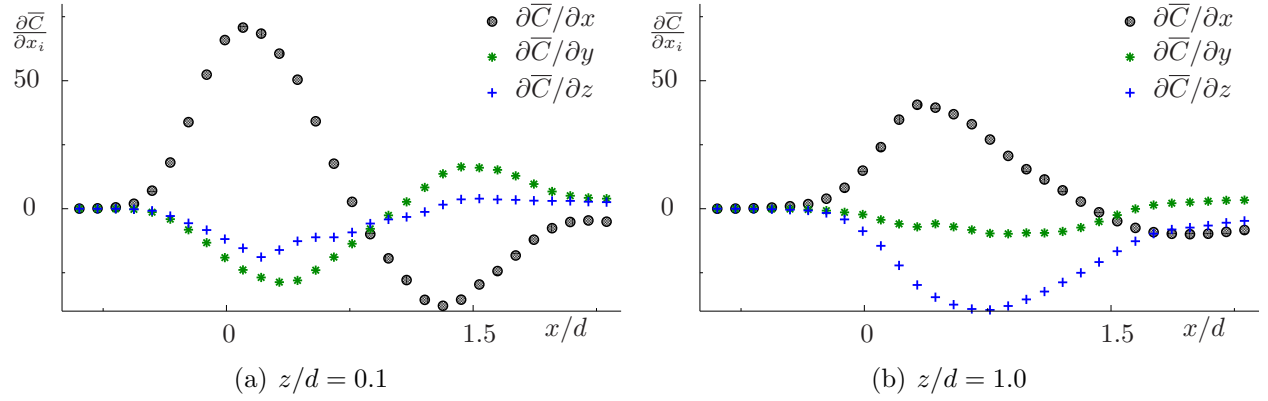 ∂C̅/∂x_i
50
0
0
1.5
x/d
∂C̅/∂x
∂C̅/∂y
∂C̅/∂z
(a) z/d = 0.1
∂C̅/∂x_i
50
0
0
1.5
x/d
∂C̅/∂x
∂C̅/∂y
∂C̅/∂z
(b) z/d = 1.0